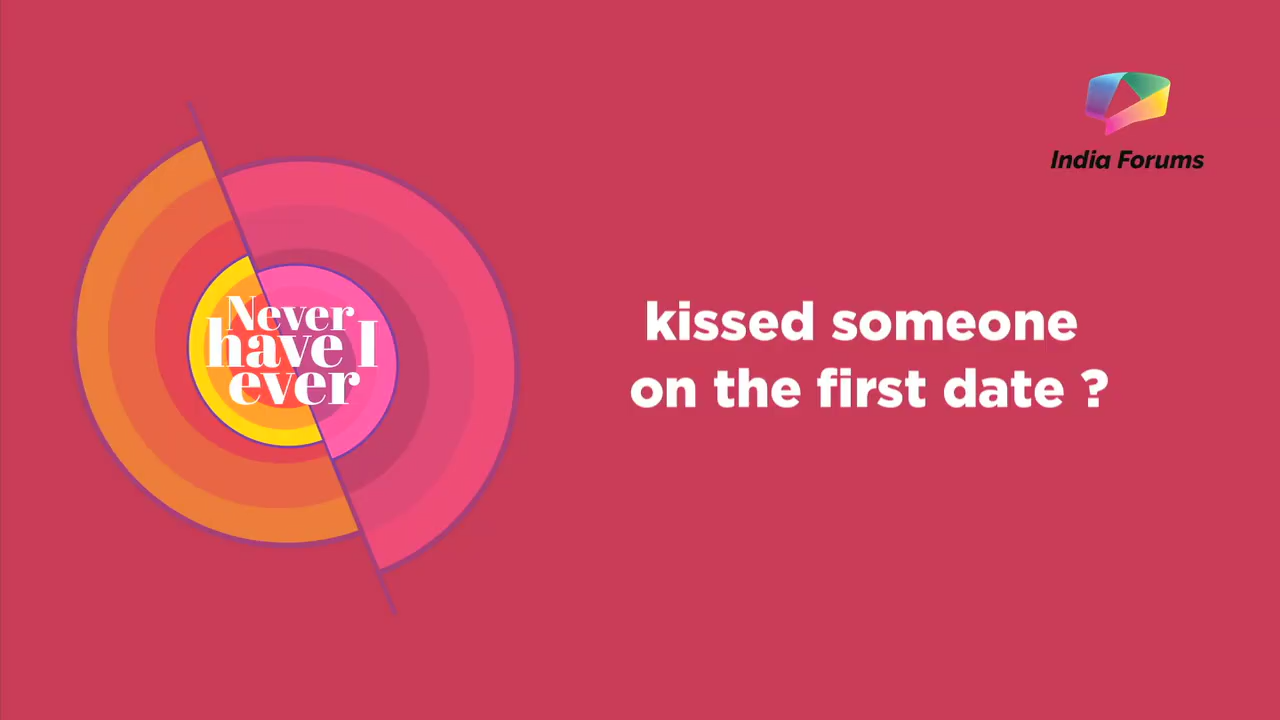 Never
have I
ever
India Forums
kissed someone
on the first date ?